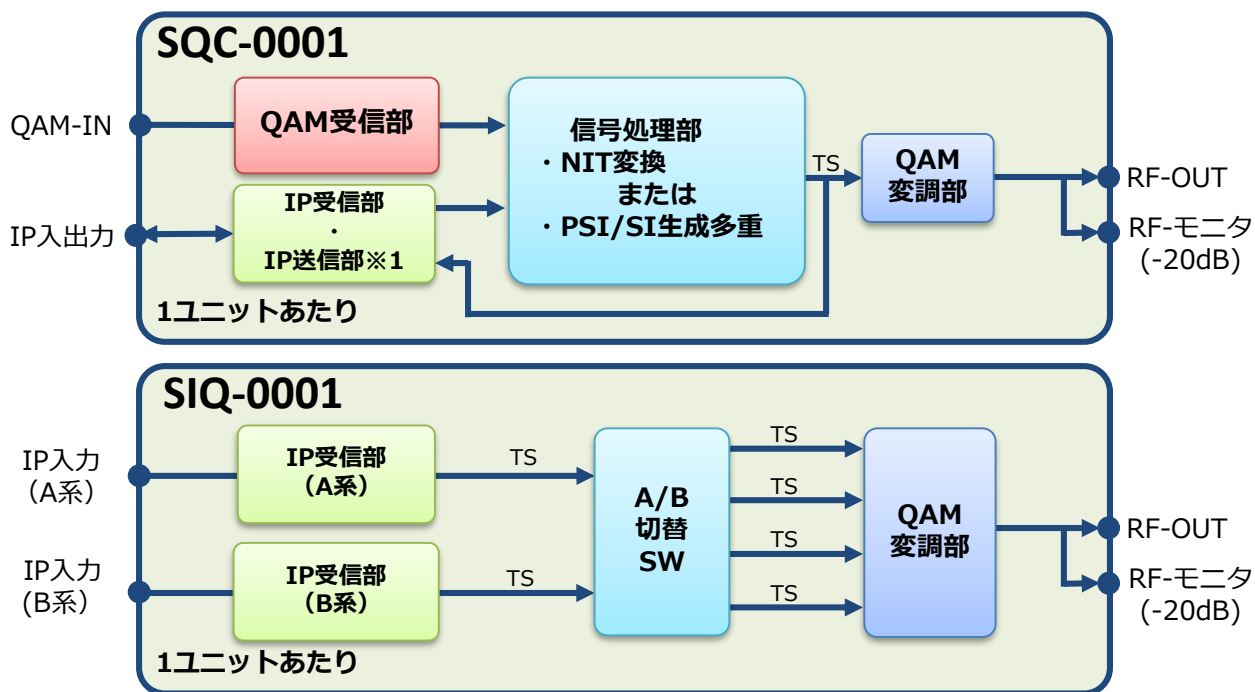 SQC-0001
QAM-IN
QAM受信部
IP入出力
IP受信部
・
IP送信部※1
信号処理部
・NIT変換
または
・PSI/SI生成多重
TS
QAM
変調部
RF-OUT
RF-モニタ
(-20dB)
1ユニットあたり
SIQ-0001
IP入力
（A系）
IP受信部
（A系）
TS
IP入力
(B系）
IP受信部
（B系）
TS
A/B
切替
SW
TS
TS
TS
TS
QAM
変調部
RF-OUT
RF-モニタ
(-20dB)
1ユニットあたり